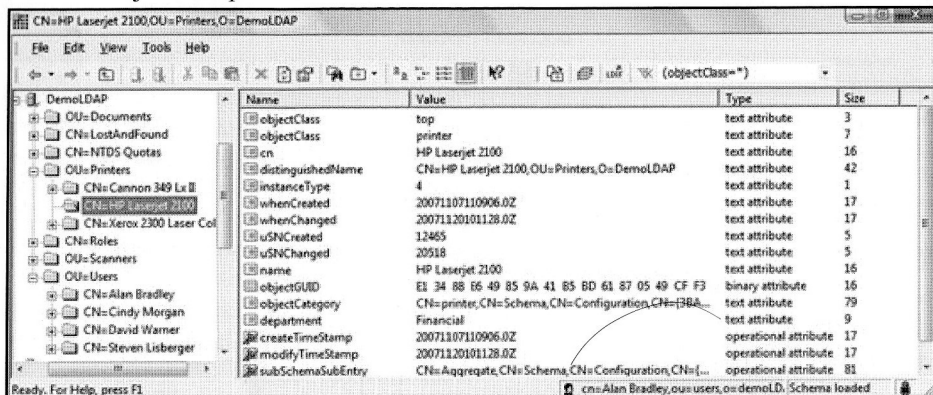 CN=HP Laserjet 2100,OU=Printers,O=DemoLDAP
File Edit View Tools Help
(objectClass=*)
DemoLDAP
OU=Documents
CN=LostAndFound
CN=NTDS Quotas
OU=Printers
CN=Cannon 349 Lx II
CN=HP Laserjet 2100
CN=Xerox 2300 Laser Col
CN=Roles
OU=Scanners
OU=Users
CN=Alan Bradley
CN=Cindy Morgan
CN=David Warner
CN=Steven Lisberger
Name Value Type Size
objectClass top text attribute 3
objectClass printer text attribute 7
cn HP Laserjet 2100 text attribute 16
distinguishedName CN=HP Laserjet 2100,OU=Printers,O=DemoLDAP text attribute 42
instanceType 4 text attribute 1
whenCreated 20071107110906.0Z text attribute 17
whenChanged 20071120101128.0Z text attribute 17
uSNCreated 12465 text attribute 5
uSNChanged 20518 text attribute 5
name HP Laserjet 2100 text attribute 16
objectGUID E1 34 88 E6 49 85 9A 41 B5 BD 61 87 05 49 CF F3 binary attribute 16
objectCategory CN=printer,CN=Schema,CN=Configuration,CN={3BA... text attribute 79
department Financial text attribute 9
createTimeStamp 20071107110906.0Z operational attribute 17
modifyTimeStamp 20071120101128.0Z operational attribute 17
subSchemaSubEntry CN=Aggregate,CN=Schema,CN=Configuration,CN={... operational attribute 81
Ready. For Help, press F1
cn=Alan Bradley,ou=users,o=demoLD. Schema loaded